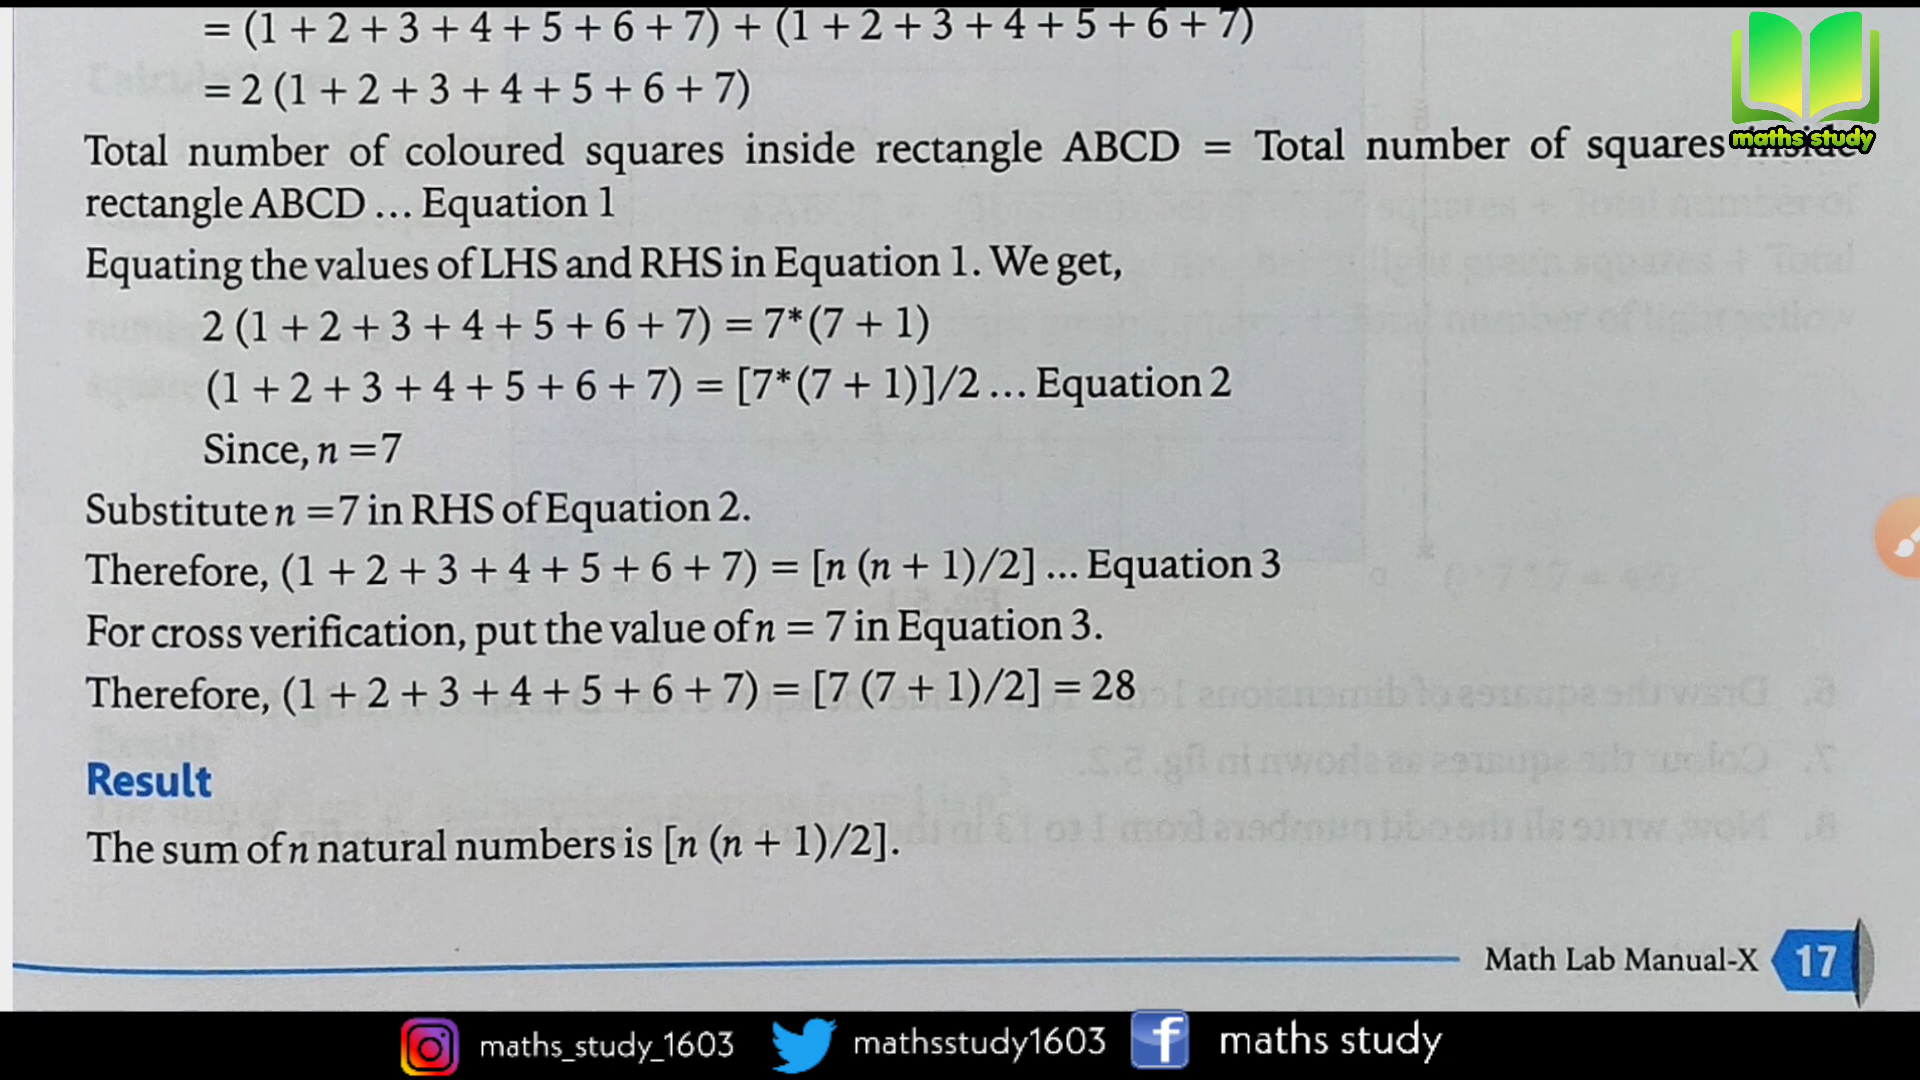 = (1 + 2 + 3 + 4 + 5 + 6 + 7) + (1 + 2 + 3 + 4 + 5 + 6 + 7)
= 2 (1 + 2 + 3 + 4 + 5 + 6 + 7)
maths study
Total number of coloured squares inside rectangle ABCD = Total number of squares inside
rectangle ABCD ... Equation 1
Equating the values of LHS and RHS in Equation 1. We get,
2 (1 + 2 + 3 + 4 + 5 + 6 + 7) = 7*(7 + 1)
(1 + 2 + 3 + 4 + 5 + 6 + 7) = [7*(7 + 1)]/2 ... Equation 2
Since, n = 7
Substitute n = 7 in RHS of Equation 2.
Therefore, (1 + 2 + 3 + 4 + 5 + 6 + 7) = [n (n + 1)/2] ... Equation 3
For cross verification, put the value of n = 7 in Equation 3.
Therefore, (1 + 2 + 3 + 4 + 5 + 6 + 7) = [7 (7 + 1)/2] = 28
Result
The sum of n natural numbers is [n (n + 1)/2].
Math Lab Manual-X 17
maths_study_1603 mathsstudy1603 maths study